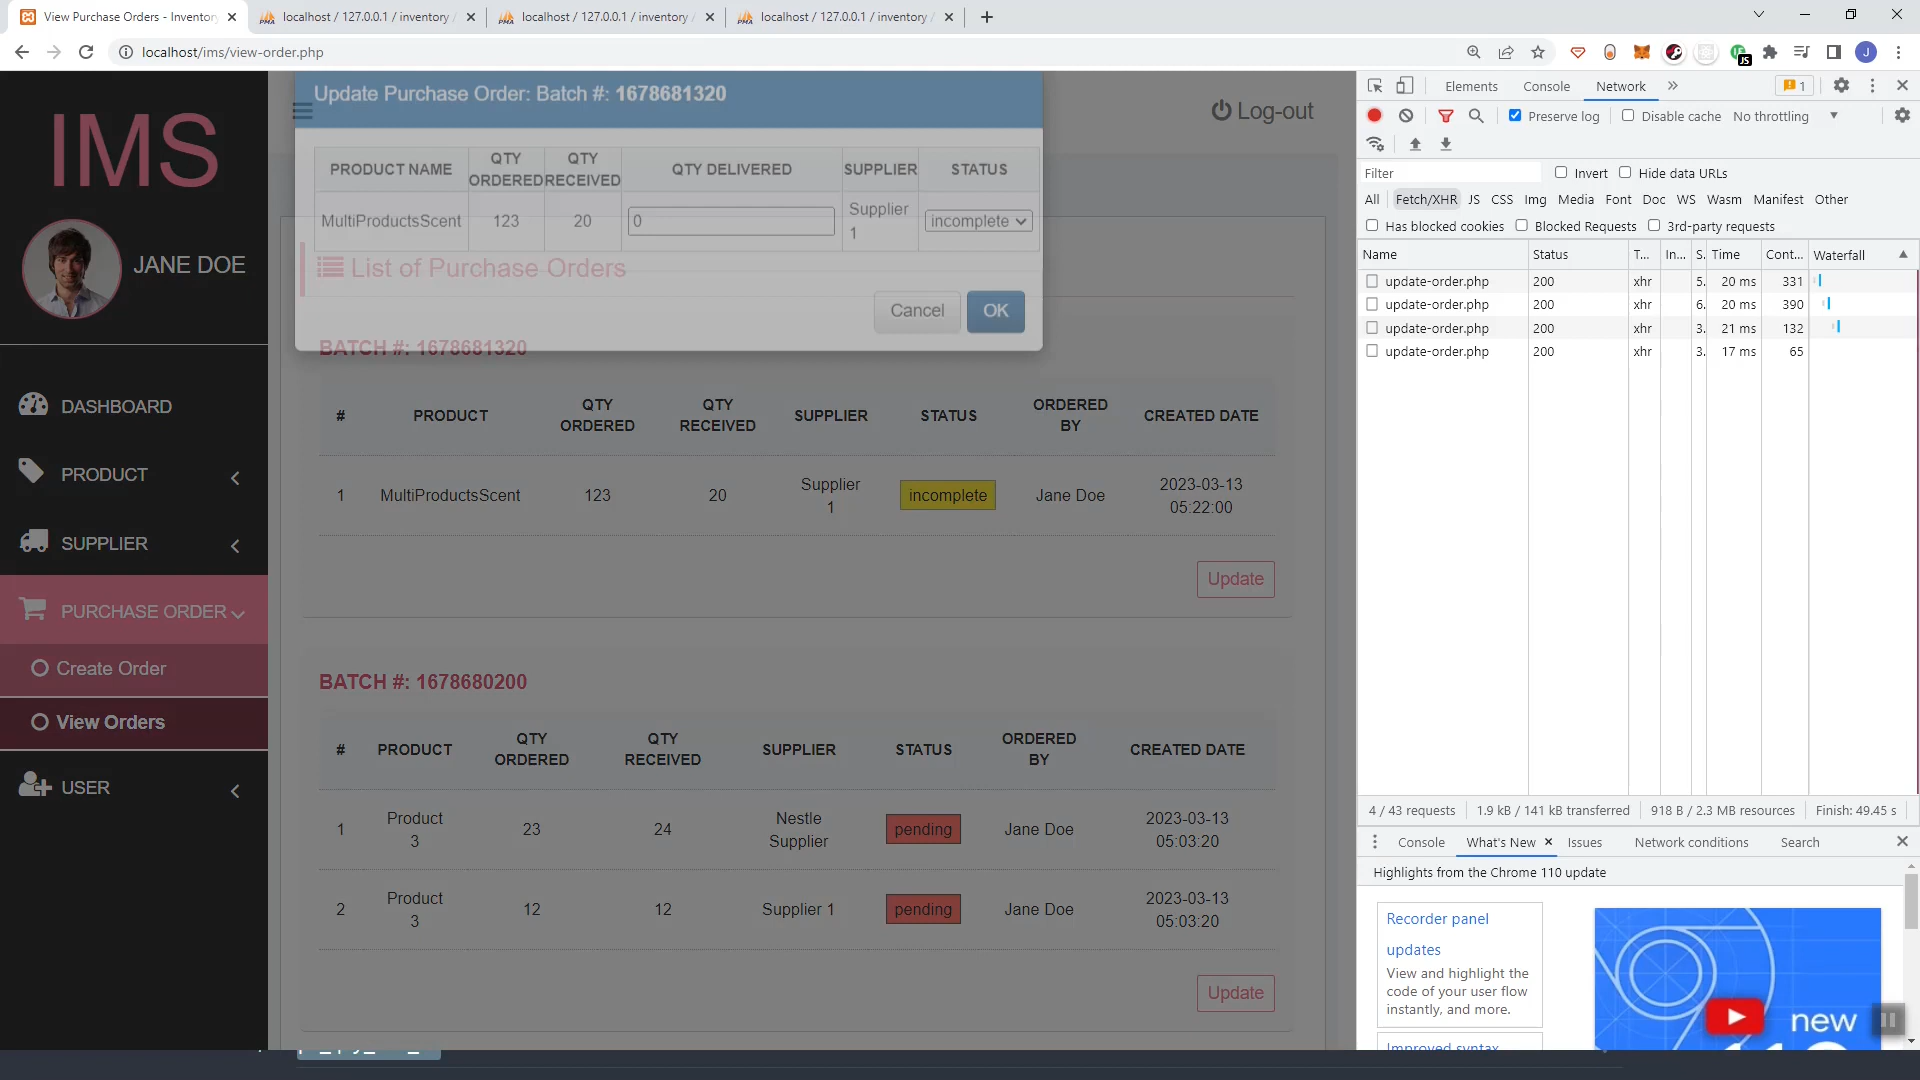 View Purchase Orders - Inventory
localhost / 127.0.0.1 / inventory /
localhost / 127.0.0.1 / inventory /
localhost / 127.0.0.1 / inventory /
localhost/ims/view-order.php
IMS
JANE DOE
DASHBOARD
PRODUCT
SUPPLIER
PURCHASE ORDER
Create Order
View Orders
USER
Log-out
Update Purchase Order: Batch #: 1678681320
PRODUCT NAME QTY ORDERED QTY RECEIVED QTY DELIVERED SUPPLIER STATUS
MultiProductsScent 123 20 0 Supplier 1 incomplete
List of Purchase Orders
Cancel OK
BATCH #: 1678681320
# PRODUCT QTY ORDERED QTY RECEIVED SUPPLIER STATUS ORDERED BY CREATED DATE
1 MultiProductsScent 123 20 Supplier 1 incomplete Jane Doe 2023-03-13 05:22:00
Update
BATCH #: 1678680200
# PRODUCT QTY ORDERED QTY RECEIVED SUPPLIER STATUS ORDERED BY CREATED DATE
1 Product 3 23 24 Nestle Supplier pending Jane Doe 2023-03-13 05:03:20
2 Product 3 12 12 Supplier 1 pending Jane Doe 2023-03-13 05:03:20
Update
Elements Console Network 1
Preserve log Disable cache No throttling
Filter Invert Hide data URLs
All Fetch/XHR JS CSS Img Media Font Doc WS Wasm Manifest Other
Has blocked cookies Blocked Requests 3rd-party requests
Name Status T... In... S. Time Cont... Waterfall
update-order.php 200 xhr 5. 20 ms 331
update-order.php 200 xhr 6. 20 ms 390
update-order.php 200 xhr 3. 21 ms 132
update-order.php 200 xhr 3. 17 ms 65
4 / 43 requests 1.9 kB / 141 kB transferred 918 B / 2.3 MB resources Finish: 49.45 s
Console What's New Issues Network conditions Search
Highlights from the Chrome 110 update
Recorder panel
updates
View and highlight the
code of your user flow
instantly, and more.
Improved syntax
new